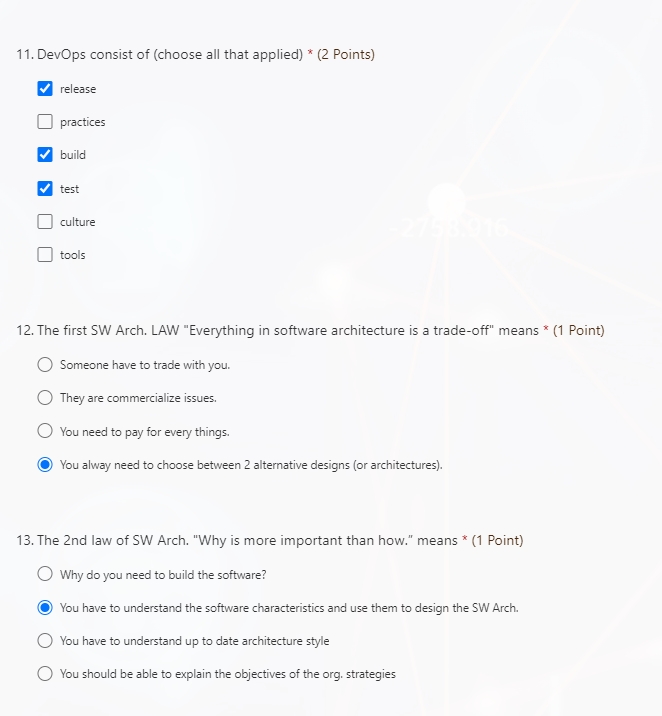 11. DevOps consist of (choose all that applied) * (2 Points)
release
practices
build
test
culture
tools
12. The first SW Arch. LAW "Everything in software architecture is a trade-off" means * (1 Point)
Someone have to trade with you.
They are commercialize issues.
You need to pay for every things.
You alway need to choose between 2 alternative designs (or architectures).
13. The 2nd law of SW Arch. "Why is more important than how." means * (1 Point)
Why do you need to build the software?
You have to understand the software characteristics and use them to design the SW Arch.
You have to understand up to date architecture style
You should be able to explain the objectives of the org. strategies